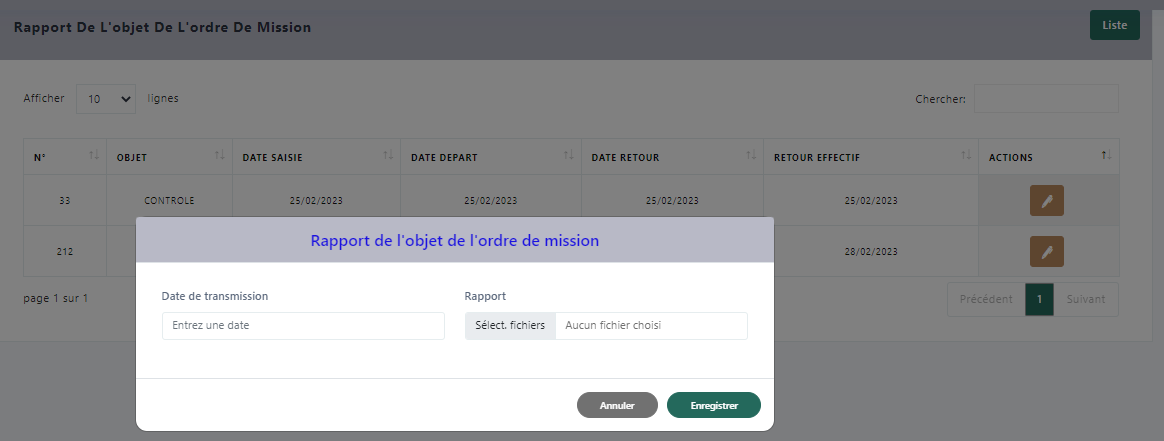 Rapport De L'objet De L'ordre De Mission
Liste
Afficher 10 lignes
Chercher:
N° OBJET DATE SAISIE DATE DEPART DATE RETOUR RETOUR EFFECTIF ACTIONS
33 CONTROLE 25/02/2023 25/02/2023 25/02/2023 25/02/2023
212 28/02/2023
page 1 sur 1
Précédent 1 Suivant
Rapport de l'objet de l'ordre de mission
Date de transmission Rapport
Entrez une date Sélect. fichiers Aucun fichier choisi
Annuler Enregistrer